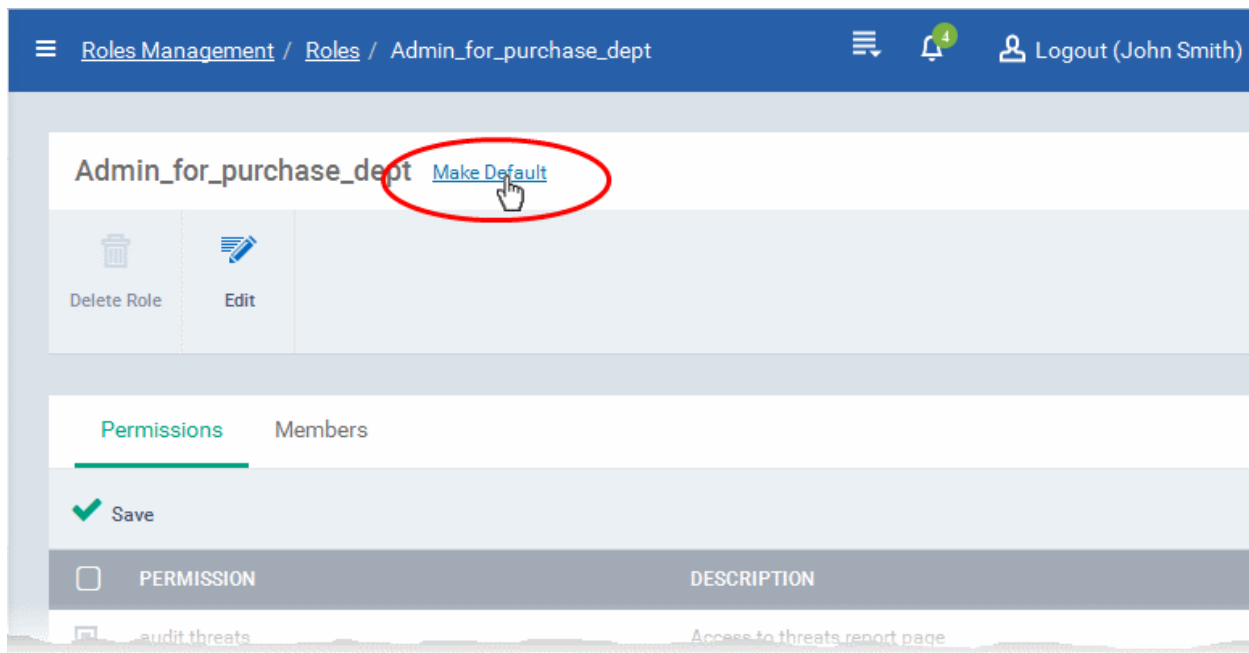 Roles Management / Roles / Admin_for_purchase_dept 4 Logout (John Smith)
Admin_for_purchase_dept Make Default
Delete Role Edit
Permissions Members
Save
PERMISSION DESCRIPTION
audit threats Access to threats report page